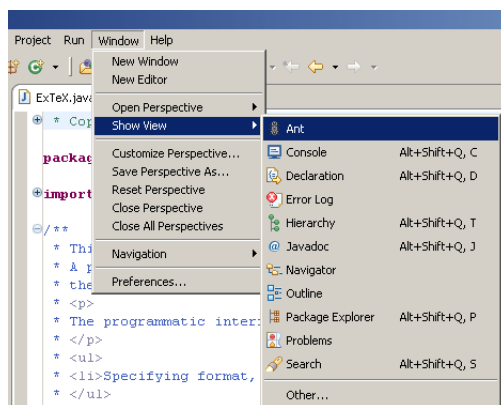 Project Run Window Help
New Window
New Editor
ExTeX.java
Open Perspective
* Cop
Show View
Ant
Customize Perspective...
Console Alt+Shift+Q, C
packag
Save Perspective As...
Declaration Alt+Shift+Q, D
import
Reset Perspective
Error Log
Close Perspective
Hierarchy Alt+Shift+Q, T
/**
Close All Perspectives
Javadoc Alt+Shift+Q, J
* Thi
Navigation
Navigator
* A p
Outline
* the
Preferences...
* <p>
Package Explorer Alt+Shift+Q, P
* The programmatic inter
* </p>
Problems
* <ul>
Search Alt+Shift+Q, S
* <li>Specifying format,
* </ul>
Other...